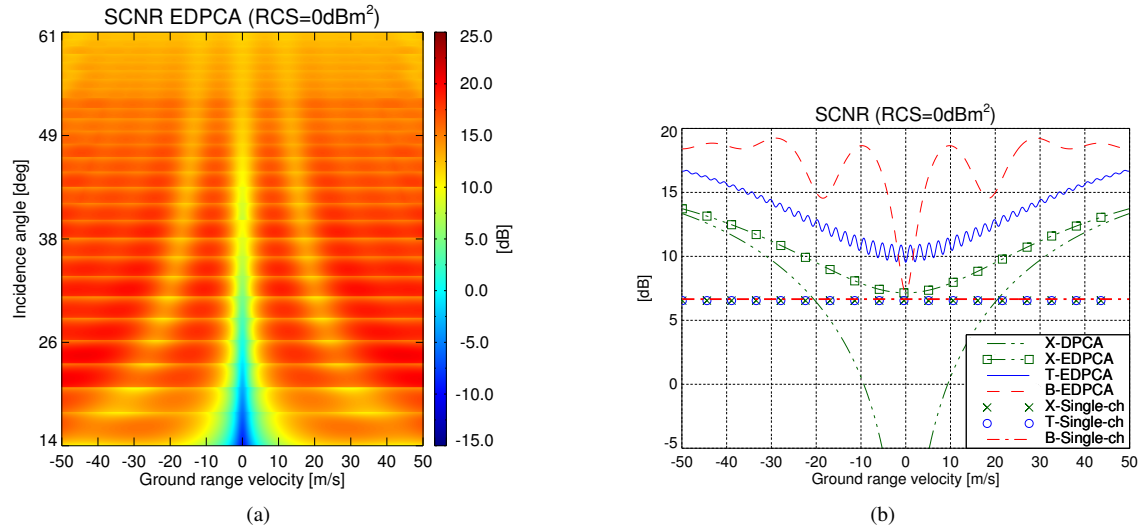 SCNR EDPCA (RCS=0dBm²)
61
49
38
26
14
Incidence angle [deg]
-50 -40 -30 -20 -10 0 10 20 30 40 50
Ground range velocity [m/s]
25.0
20.0
15.0
10.0
5.0
0.0
-5.0
-10.0
-15.0
[dB]
(a)
SCNR (RCS=0dBm²)
20
15
10
5
0
-5
[dB]
-50 -40 -30 -20 -10 0 10 20 30 40 50
Ground range velocity [m/s]
X-DPCA
X-EDPCA
T-EDPCA
B-EDPCA
X-Single-ch
T-Single-ch
B-Single-ch
(b)